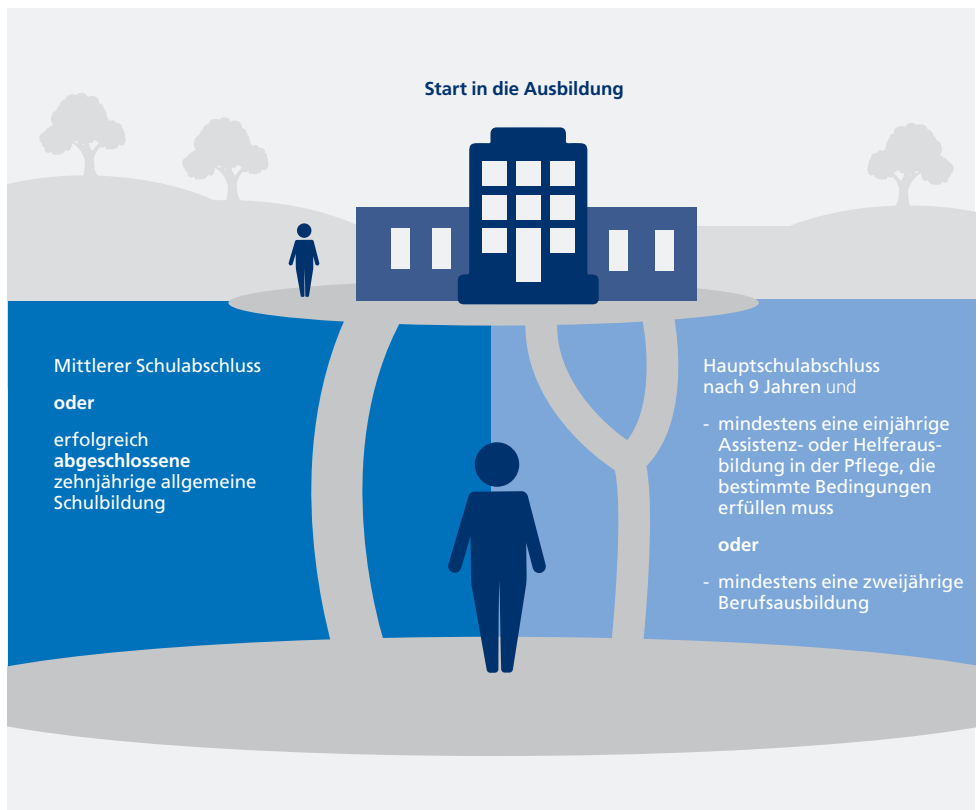 Start in die Ausbildung
Mittlerer Schulabschluss
oder
erfolgreich
abgeschlossene
zehnjährige allgemeine
Schulbildung
Hauptschulabschluss
nach 9 Jahren und
- mindestens eine einjährige
Assistenz- oder Helferaus-
bildung in der Pflege, die
bestimmte Bedingungen
erfüllen muss
oder
- mindestens eine zweijährige
Berufsausbildung